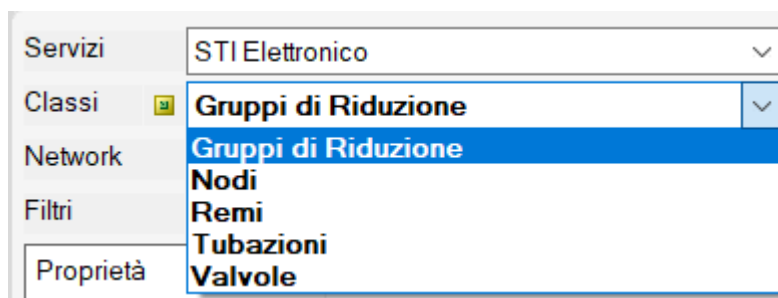 Servizi STI Elettronico
Classi Gruppi di Riduzione
Network Gruppi di Riduzione
Nodi
Filtri Remi
Tubazioni
Proprietà Valvole